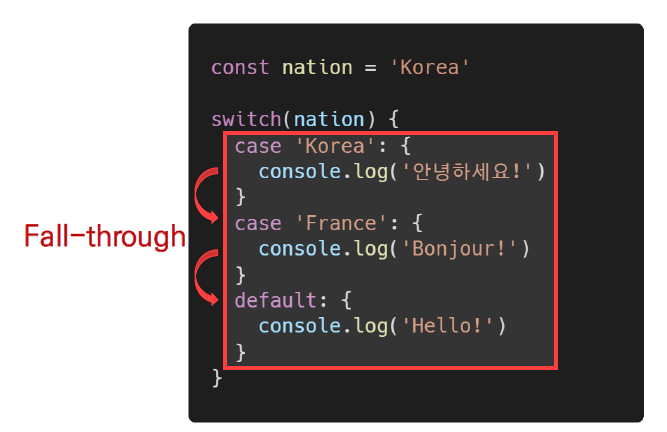 const nation = 'Korea'
switch(nation) {
case 'Korea': {
console.log('안녕하세요!')
}
case 'France': {
console.log('Bonjour!')
}
default: {
console.log('Hello!')
}
}
Fall-through